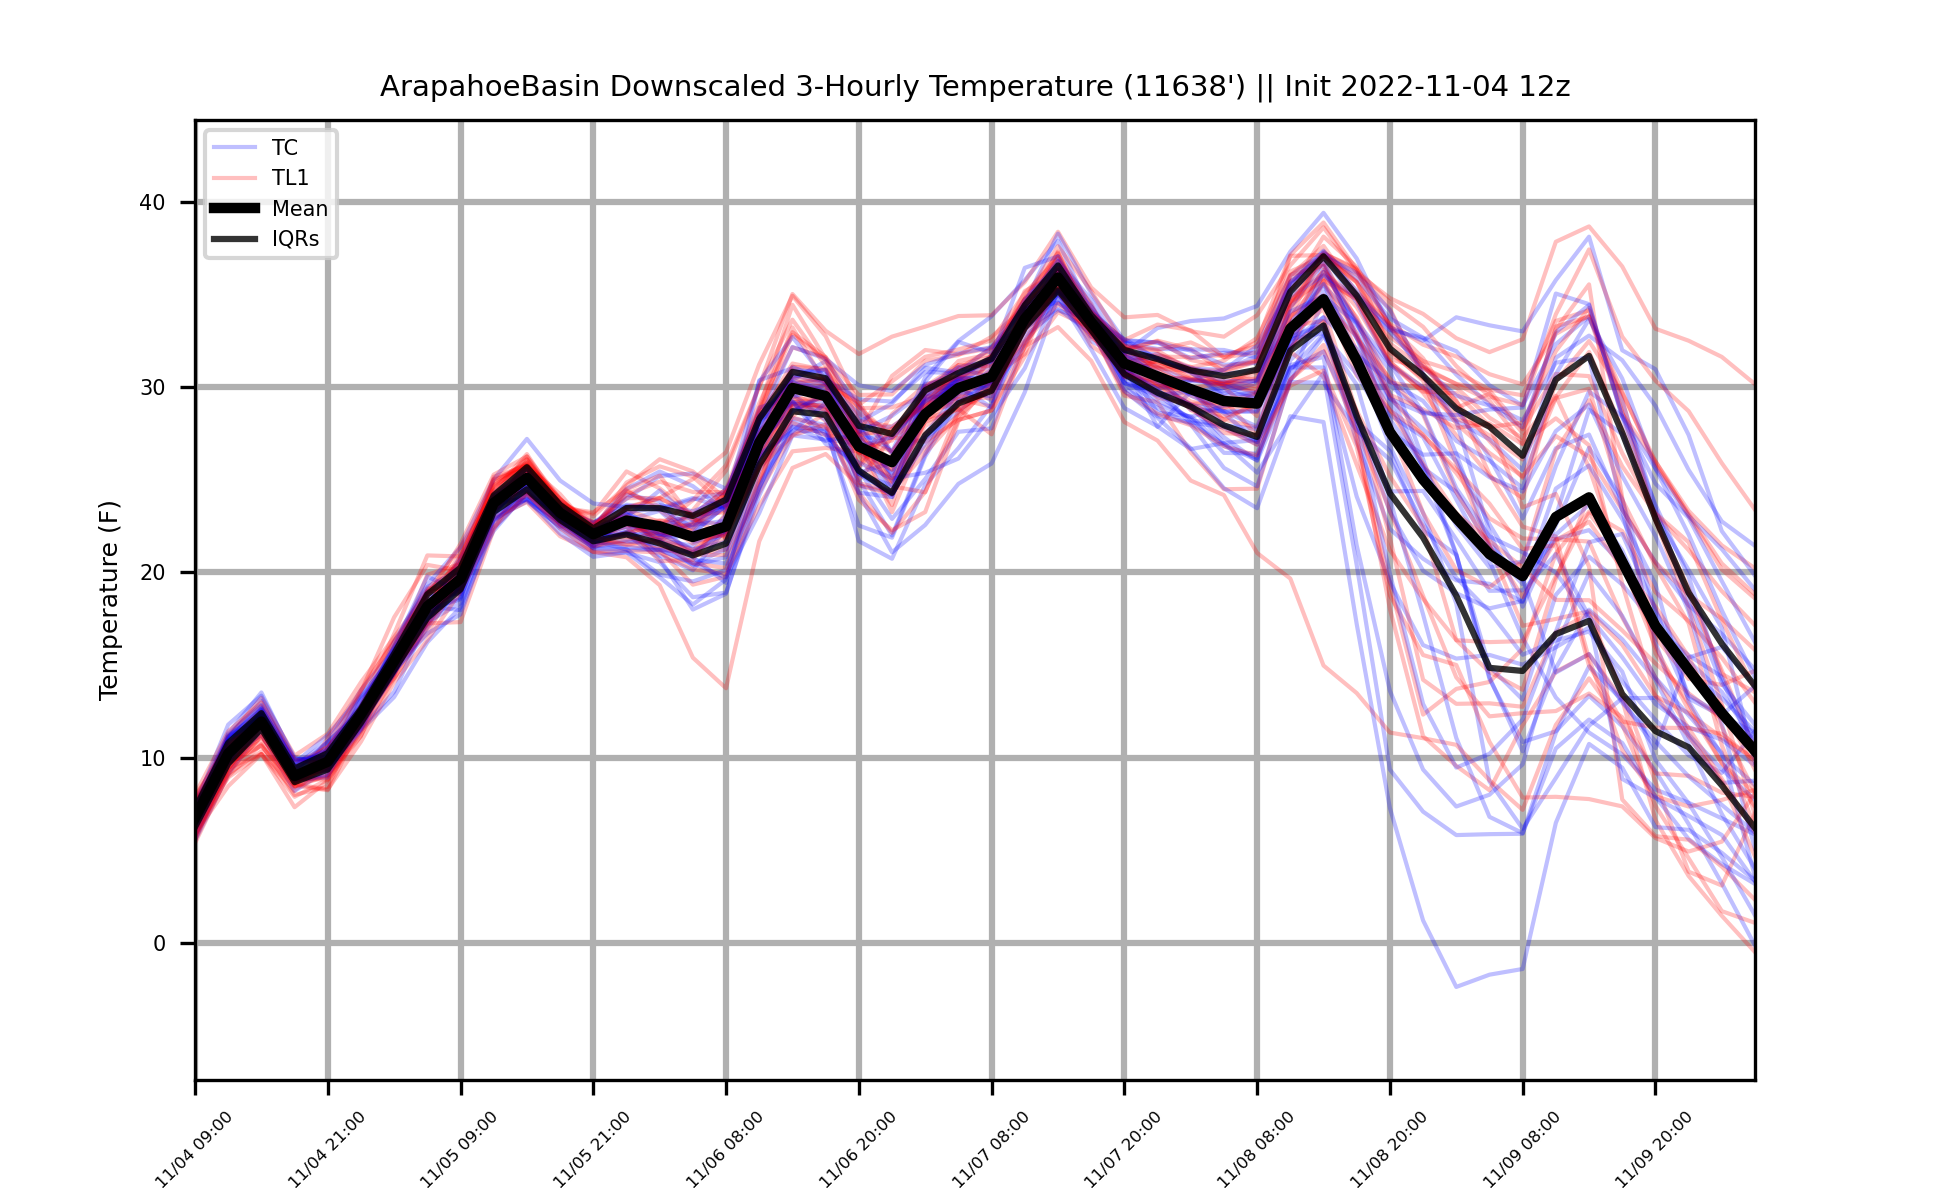 ArapahoeBasin Downscaled 3-Hourly Temperature (11638') || Init 2022-11-04 12z
TC
TL1
Mean
IQRs
Temperature (F)
40
30
20
10
0
11/04 09:00
11/04 21:00
11/05 09:00
11/05 21:00
11/06 08:00
11/06 20:00
11/07 08:00
11/07 20:00
11/08 08:00
11/08 20:00
11/09 08:00
11/09 20:00